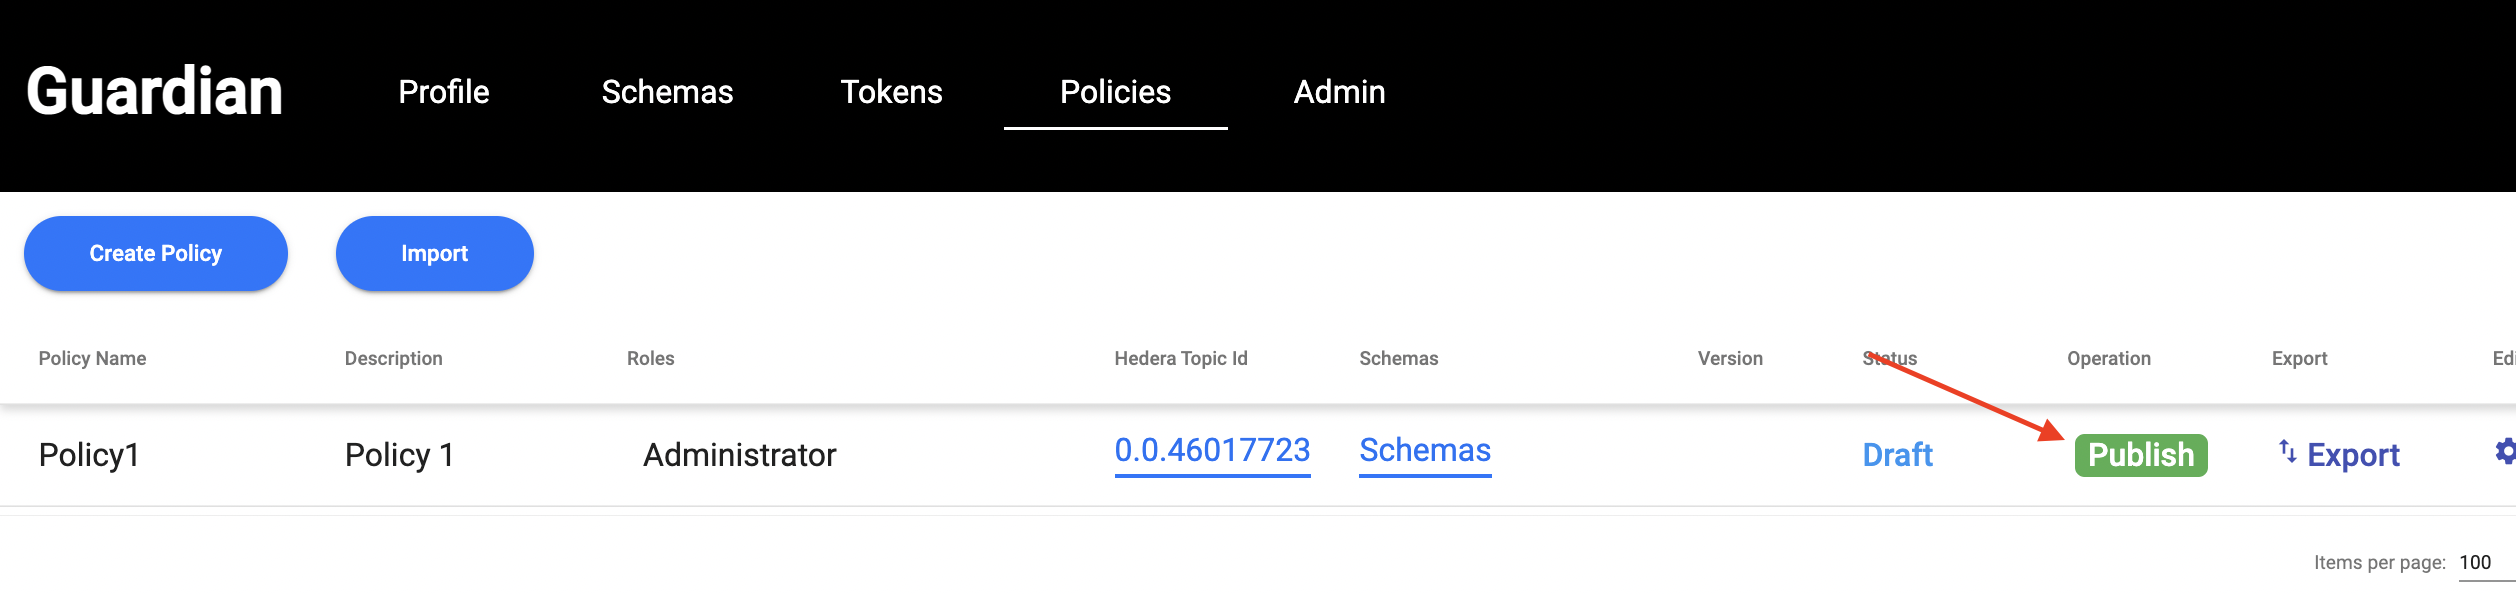 Guardian Profile Schemas Tokens Policies Admin
Create Policy Import
Policy Name Description Roles Hedera Topic Id Schemas Version Status Operation Export Edi
Policy1 Policy 1 Administrator 0.0.46017723 Schemas Draft Publish Export
Items per page: 100